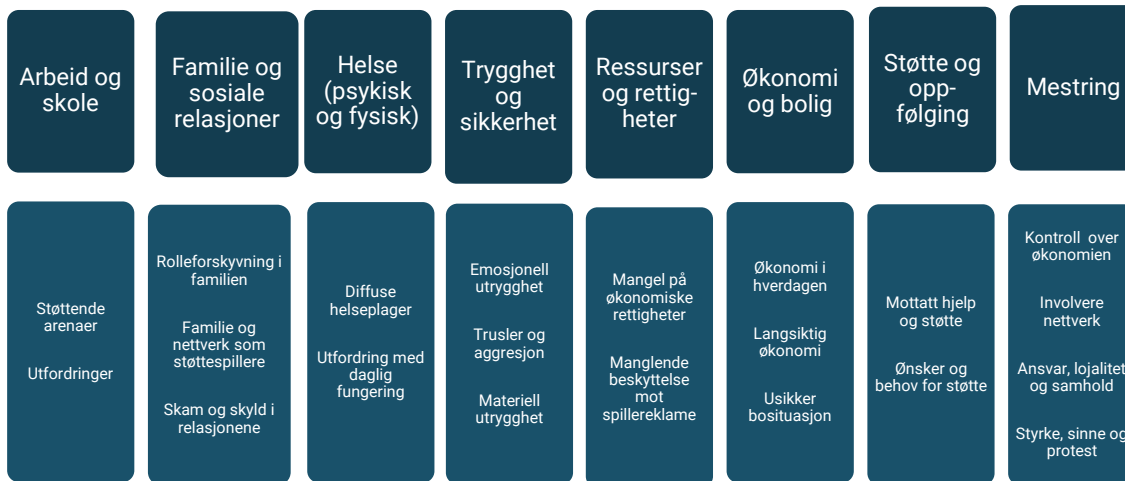 Arbeid og
skole
Familie og
sosiale
relasjoner
Helse
(psykisk
og fysisk)
Trygghet
og
sikkerhet
Ressurser
og rettig-
heter
Økonomi
og bolig
Støtte og
opp-
følging
Mestring
Støttende
arenaer
Utfordringer
Rolleforskyvning i
familien
Familie og
nettverk som
støttespillere
Skam og skyld i
relasjonene
Diffuse
helseplager
Utfordring med
daglig
fungering
Emosjonell
utrygghet
Trusler og
aggresjon
Materiell
utrygghet
Mangel på
økonomiske
rettigheter
Manglende
beskyttelse
mot
spillereklame
Økonomi i
hverdagen
Langsiktig
økonomi
Usikker
bosituasjon
Mottatt hjelp
og støtte
Ønsker og
behov for støtte
Kontroll over
økonomien
Involvere
nettverk
Ansvar, lojalitet
og samhold
Styrke, sinne og
protest